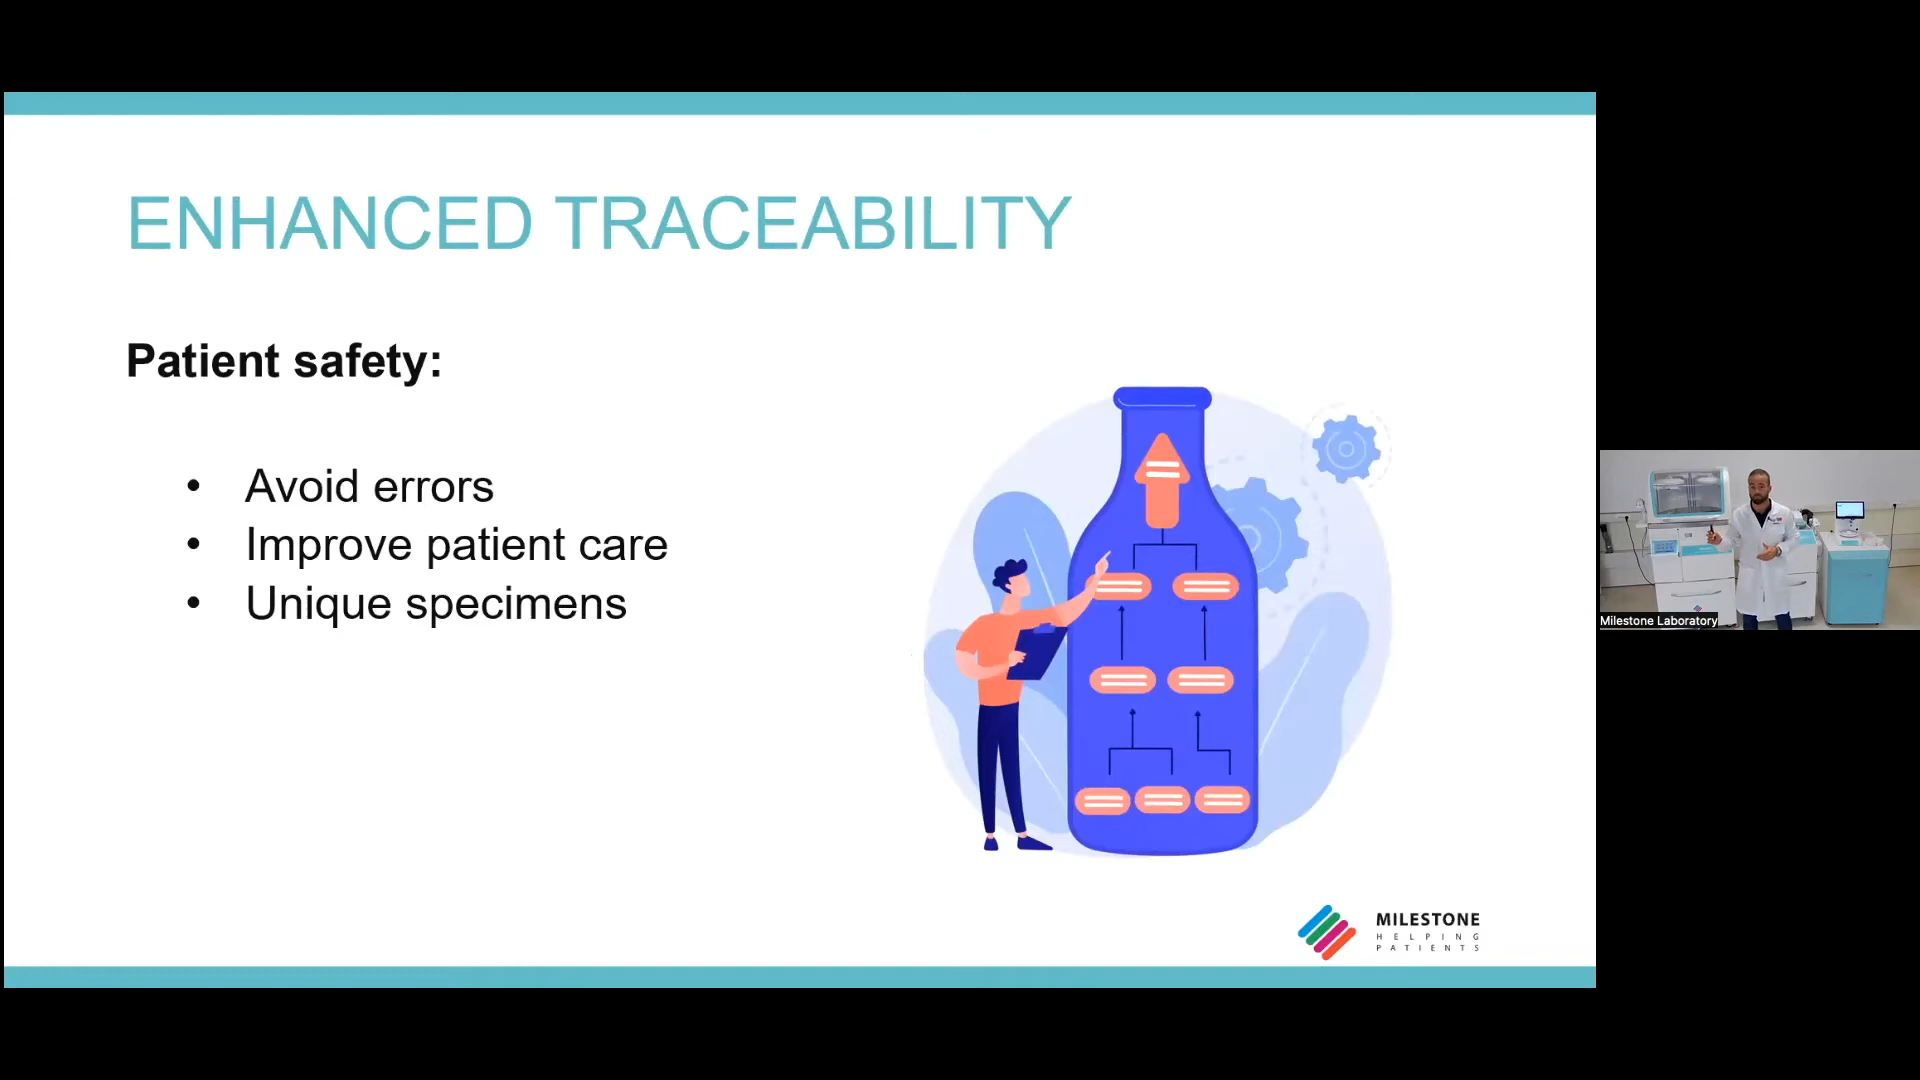 ENHANCED TRACEABILITY
Patient safety:
• Avoid errors
• Improve patient care
• Unique specimens
MILESTONE
HELPING
PATIENTS
Milestone Laboratory